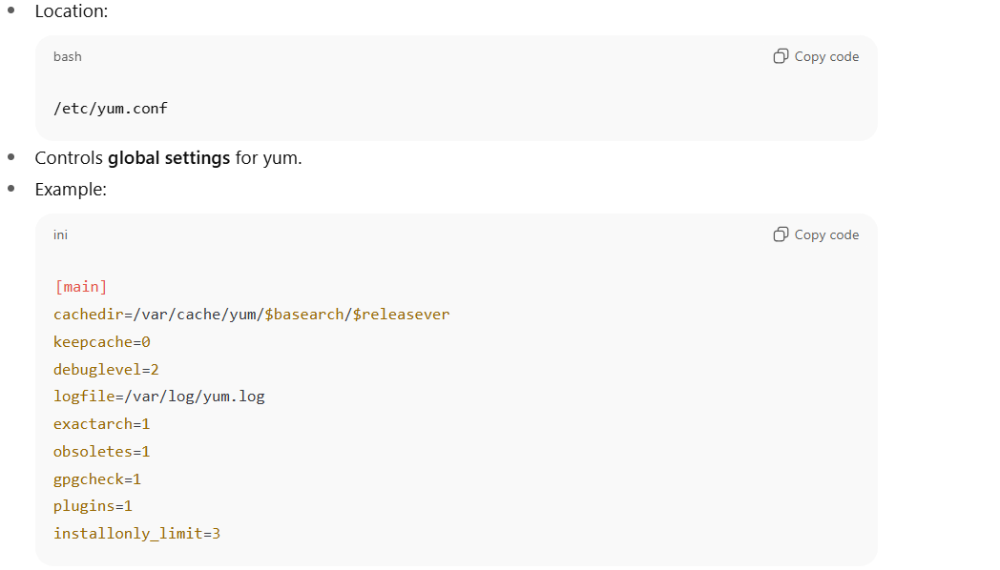 Location:
bash
Copy code
/etc/yum.conf
Controls global settings for yum.
Example:
ini
Copy code
[main]
cachedir=/var/cache/yum/$basearch/$releasever
keepcache=0
debuglevel=2
logfile=/var/log/yum.log
exactarch=1
obsoletes=1
gpgcheck=1
plugins=1
installonly_limit=3